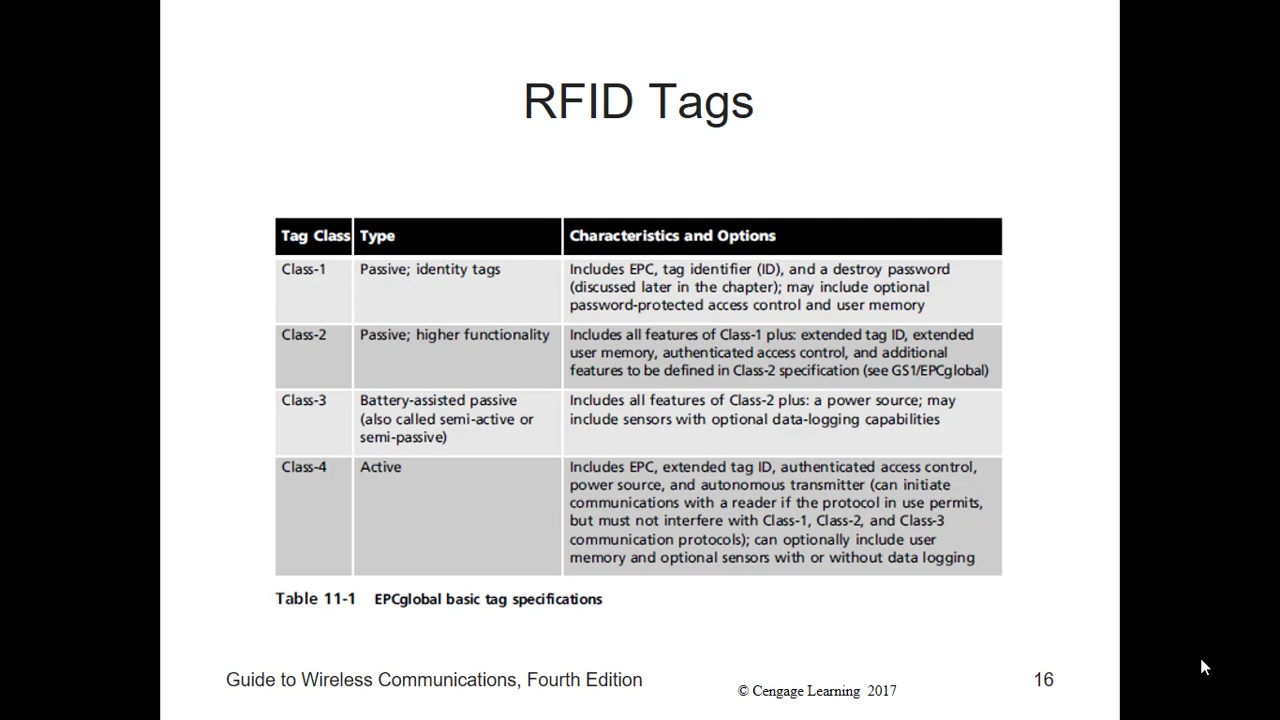 RFID Tags
Tag Class Type Characteristics and Options
Class-1 Passive; identity tags Includes EPC, tag identifier (ID), and a destroy password
(discussed later in the chapter); may include optional
password-protected access control and user memory
Class-2 Passive; higher functionality Includes all features of Class-1 plus: extended tag ID, extended
user memory, authenticated access control, and additional
features to be defined in Class-2 specification (see GS1/EPCglobal)
Class-3 Battery-assisted passive Includes all features of Class-2 plus: a power source; may
(also called semi-active or include sensors with optional data-logging capabilities
semi-passive)
Class-4 Active Includes EPC, extended tag ID, authenticated access control,
power source, and autonomous transmitter (can initiate
communications with a reader if the protocol in use permits,
but must not interfere with Class-1, Class-2, and Class-3
communication protocols); can optionally include user
memory and optional sensors with or without data logging
Table 11-1 EPCglobal basic tag specifications
Guide to Wireless Communications, Fourth Edition © Cengage Learning 2017 16